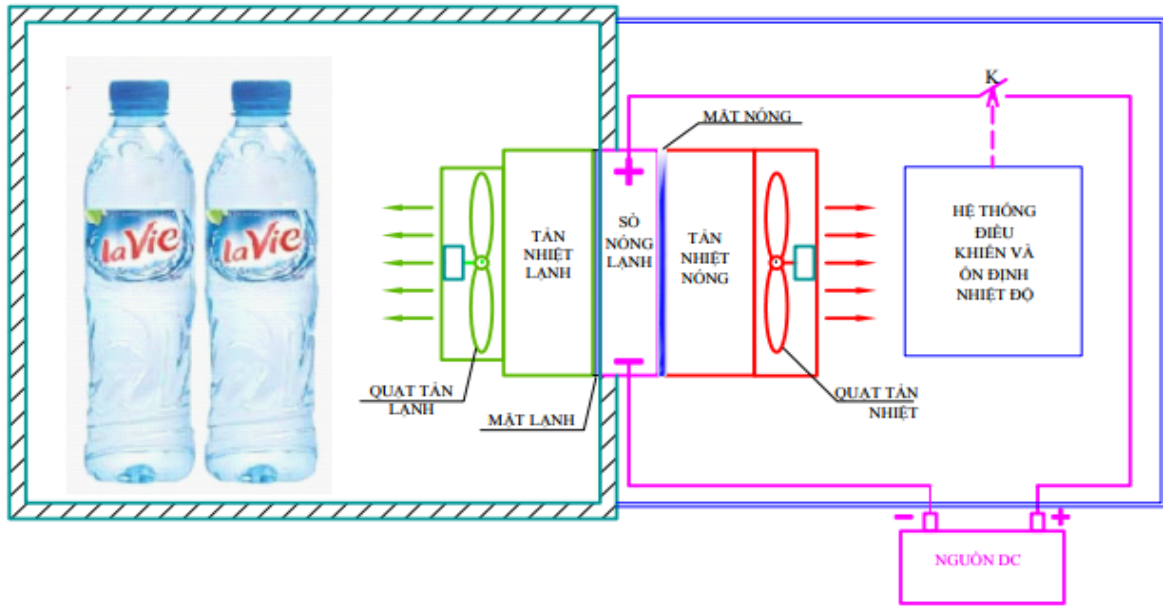 K
MẶT NÓNG
laVie
laVie
TẢN
NHIỆT
LẠNH
+
SÒ
NÓNG
LẠNH
−
TẢN
NHIỆT
NÓNG
HỆ THỐNG
ĐIỀU
KHIỂN VÀ
ỔN ĐỊNH
NHIỆT ĐỘ
QUẠT TẢN
LẠNH
MẶT LẠNH
QUẠT TẢN
NHIỆT
− +
NGUỒN DC